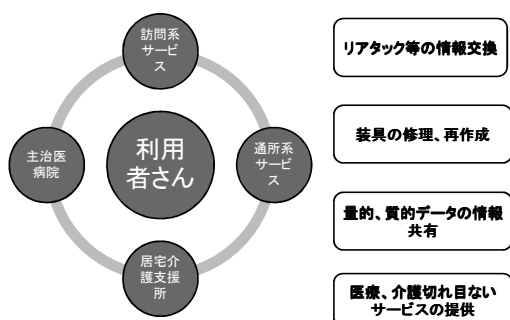 訪問系
サービ
ス
主治医
病院
利用
者さん
通所系
サービ
ス
居宅介
護支援
所
リアタック等の情報交換
装具の修理、再作成
量的、質的データの情報
共有
医療、介護切れ目ない
サービスの提供